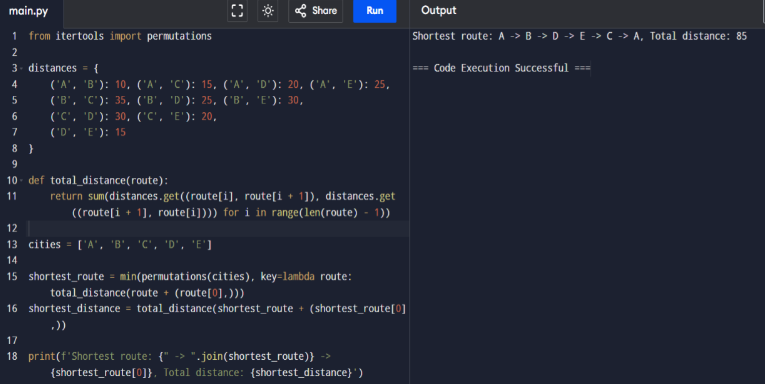 main.py
Share
Run
Output
1 from itertools import permutations
2
3 distances = {
4     ('A', 'B'): 10, ('A', 'C'): 15, ('A', 'D'): 20, ('A', 'E'): 25,
5     ('B', 'C'): 35, ('B', 'D'): 25, ('B', 'E'): 30,
6     ('C', 'D'): 30, ('C', 'E'): 20,
7     ('D', 'E'): 15
8 }
9
10 def total_distance(route):
11     return sum(distances.get((route[i], route[i + 1]), distances.get
((route[i + 1], route[i]))) for i in range(len(route) - 1))
12
13 cities = ['A', 'B', 'C', 'D', 'E']
14
15 shortest_route = min(permutations(cities), key=lambda route:
total_distance(route + (route[0],)))
16 shortest_distance = total_distance(shortest_route + (shortest_route[0]
,))
17
18 print(f'Shortest route: {" -> ".join(shortest_route)} ->
{shortest_route[0]}, Total distance: {shortest_distance}')
Shortest route: A -> B -> D -> E -> C -> A, Total distance: 85
=== Code Execution Successful ===